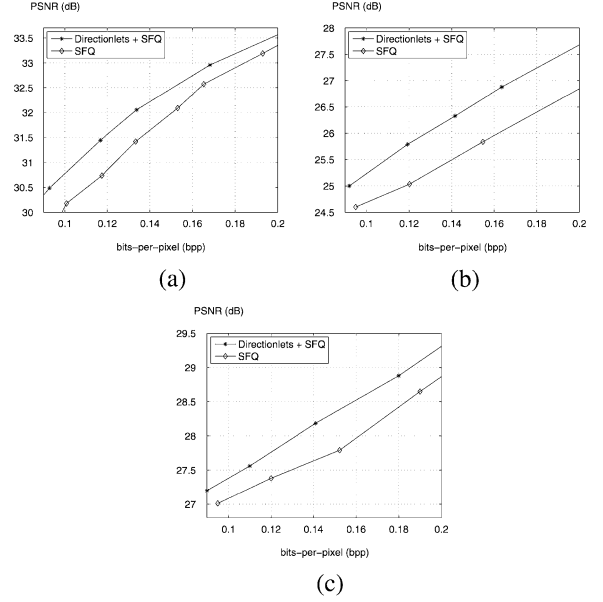 PSNR (dB)
33.5
33
32.5
32
31.5
31
30.5
30
Directionlets + SFQ
SFQ
0.1
0.12
0.14
0.16
0.18
0.2
bits-per-pixel (bpp)
(a)
PSNR (dB)
28
27.5
27
26.5
26
25.5
25
24.5
Directionlets + SFQ
SFQ
0.1
0.12
0.14
0.16
0.18
0.2
bits-per-pixel (bpp)
(b)
PSNR (dB)
29.5
29
28.5
28
27.5
27
Directionlets + SFQ
SFQ
0.1
0.12
0.14
0.16
0.18
0.2
bits-per-pixel (bpp)
(c)